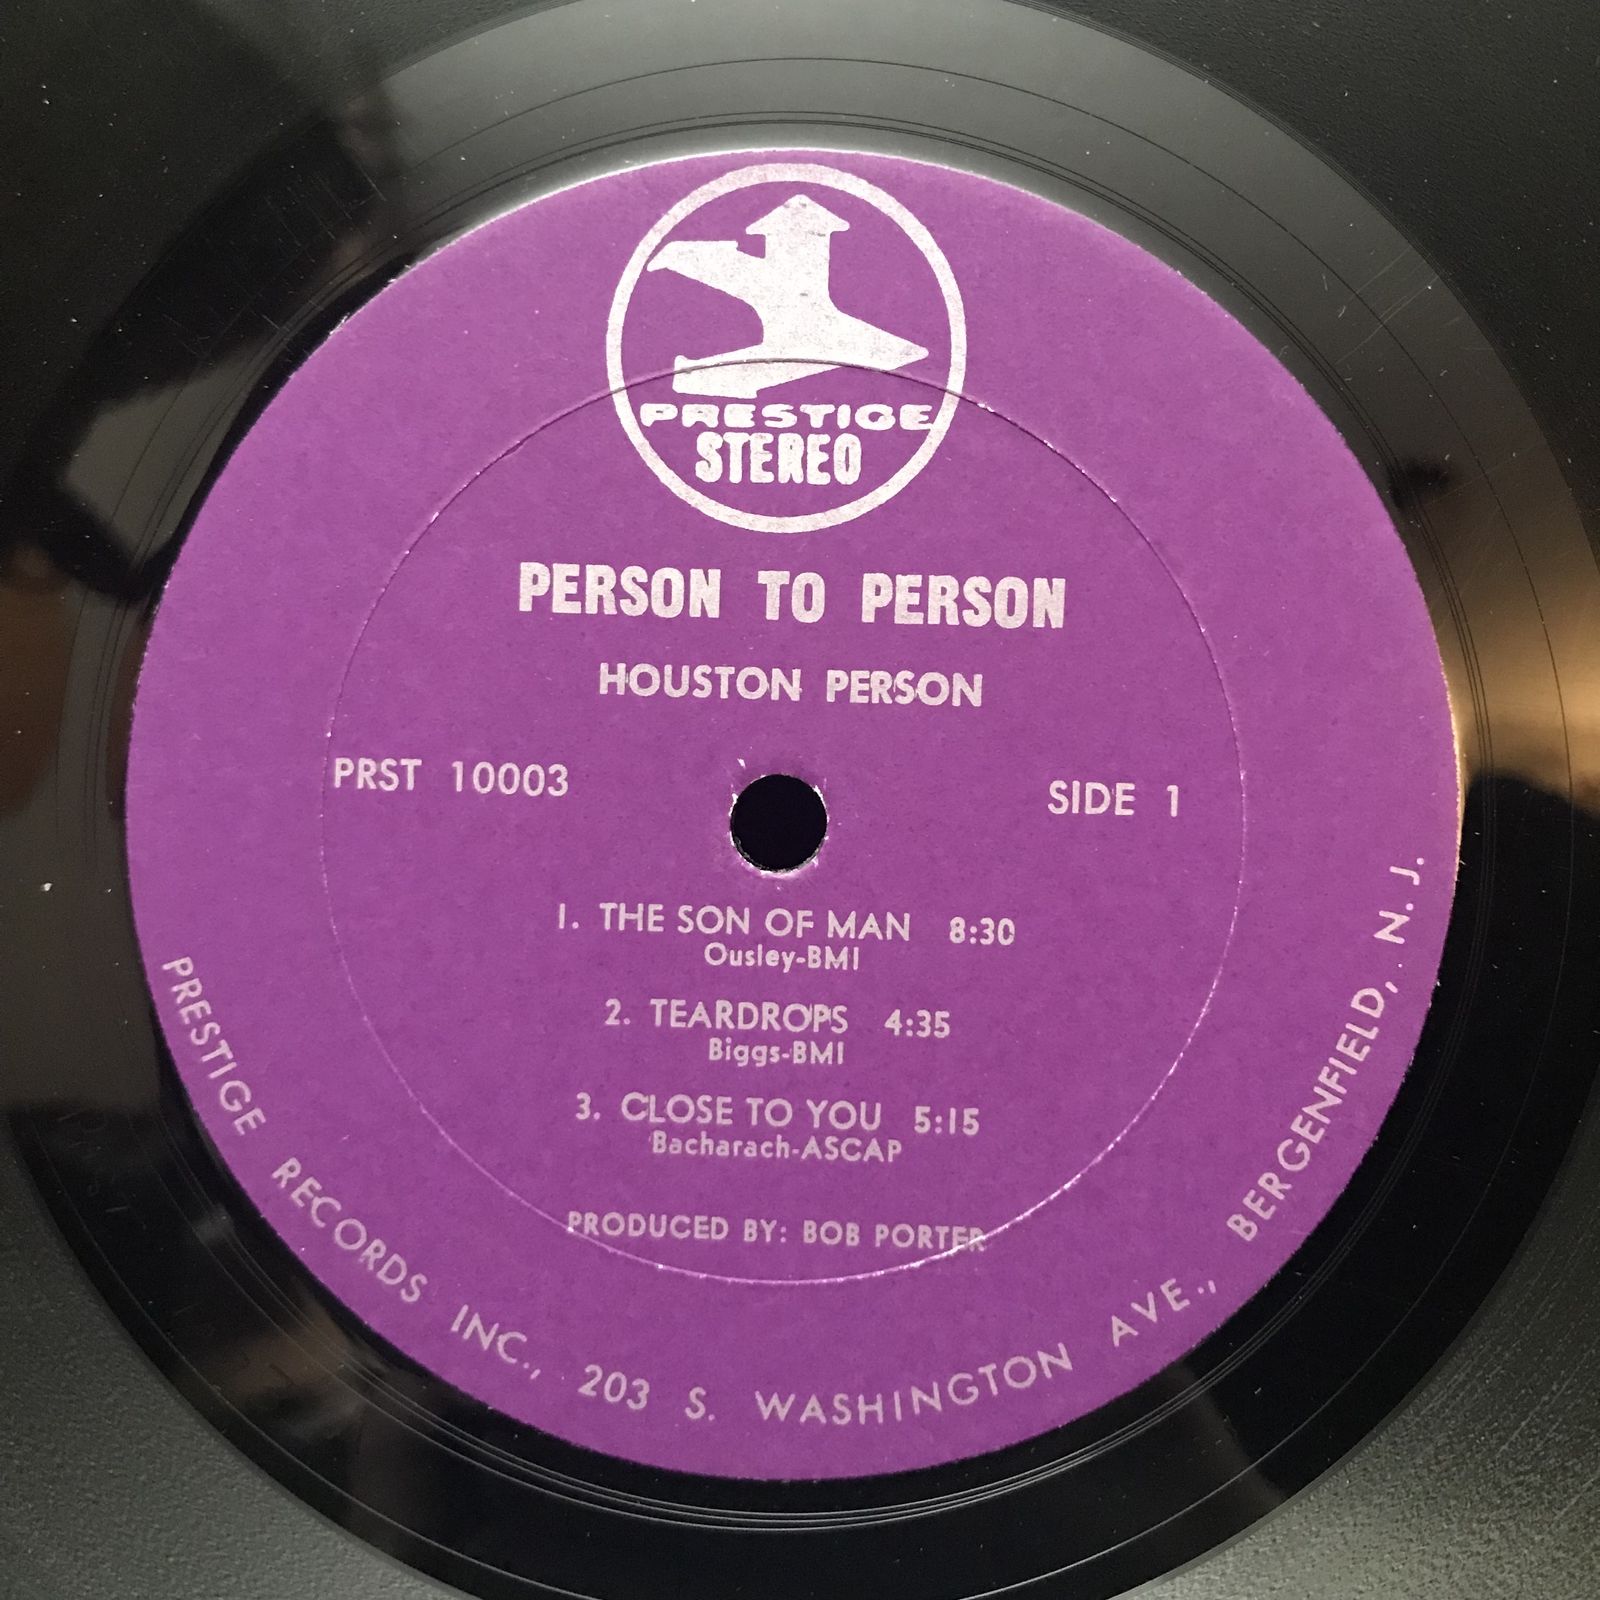 PRESTIGE
STEREO
PERSON TO PERSON
HOUSTON PERSON
PRST 10003
SIDE 1
1. THE SON OF MAN 8:30
Ousley-BMI
2. TEARDROPS 4:35
Biggs-BMI
3. CLOSE TO YOU 5:15
Bacharach-ASCAP
PRODUCED BY: BOB PORTER
PRESTIGE RECORDS INC., 203 S. WASHINGTON AVE., BERGENFIELD, N.J.